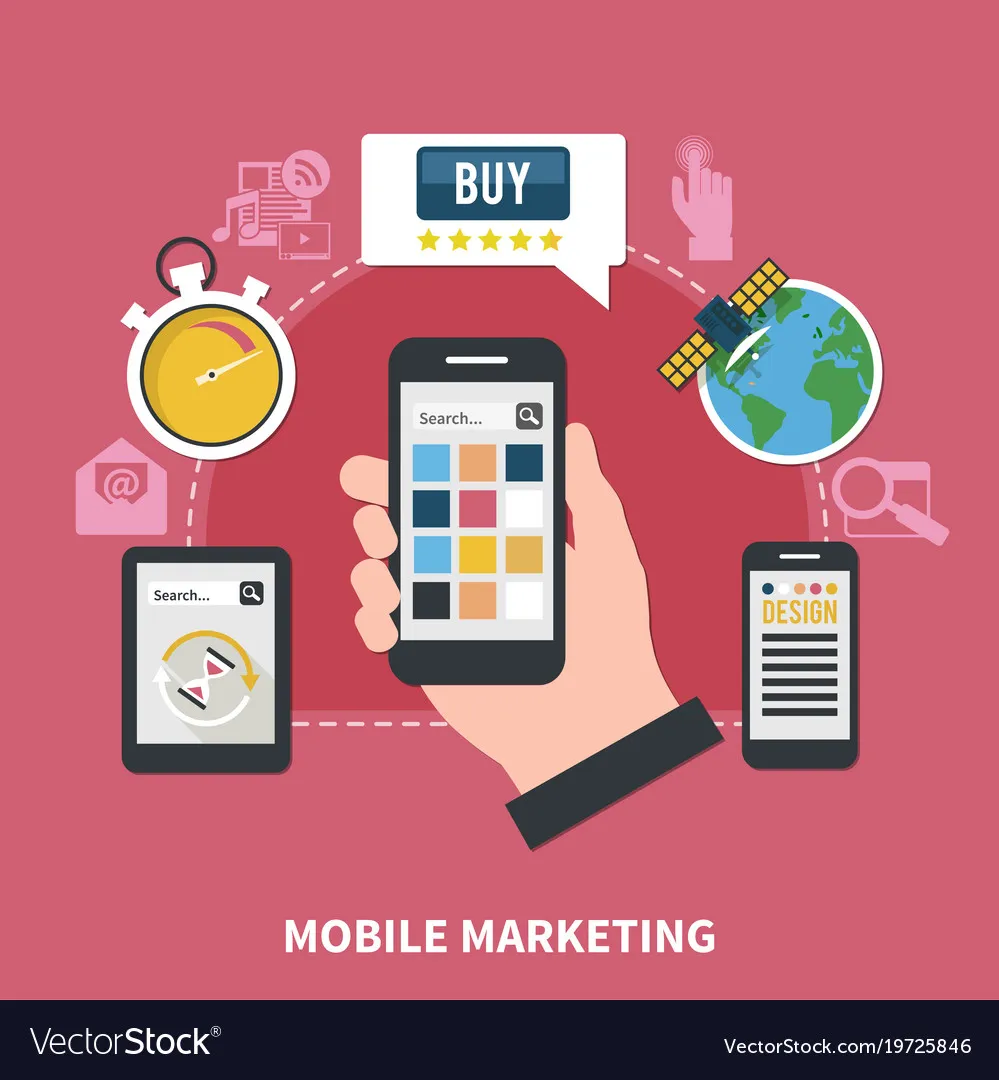 BUY
Search...
@
Search...
DESIGN
MOBILE MARKETING
VectorStock®
VectorStock.com/19725846